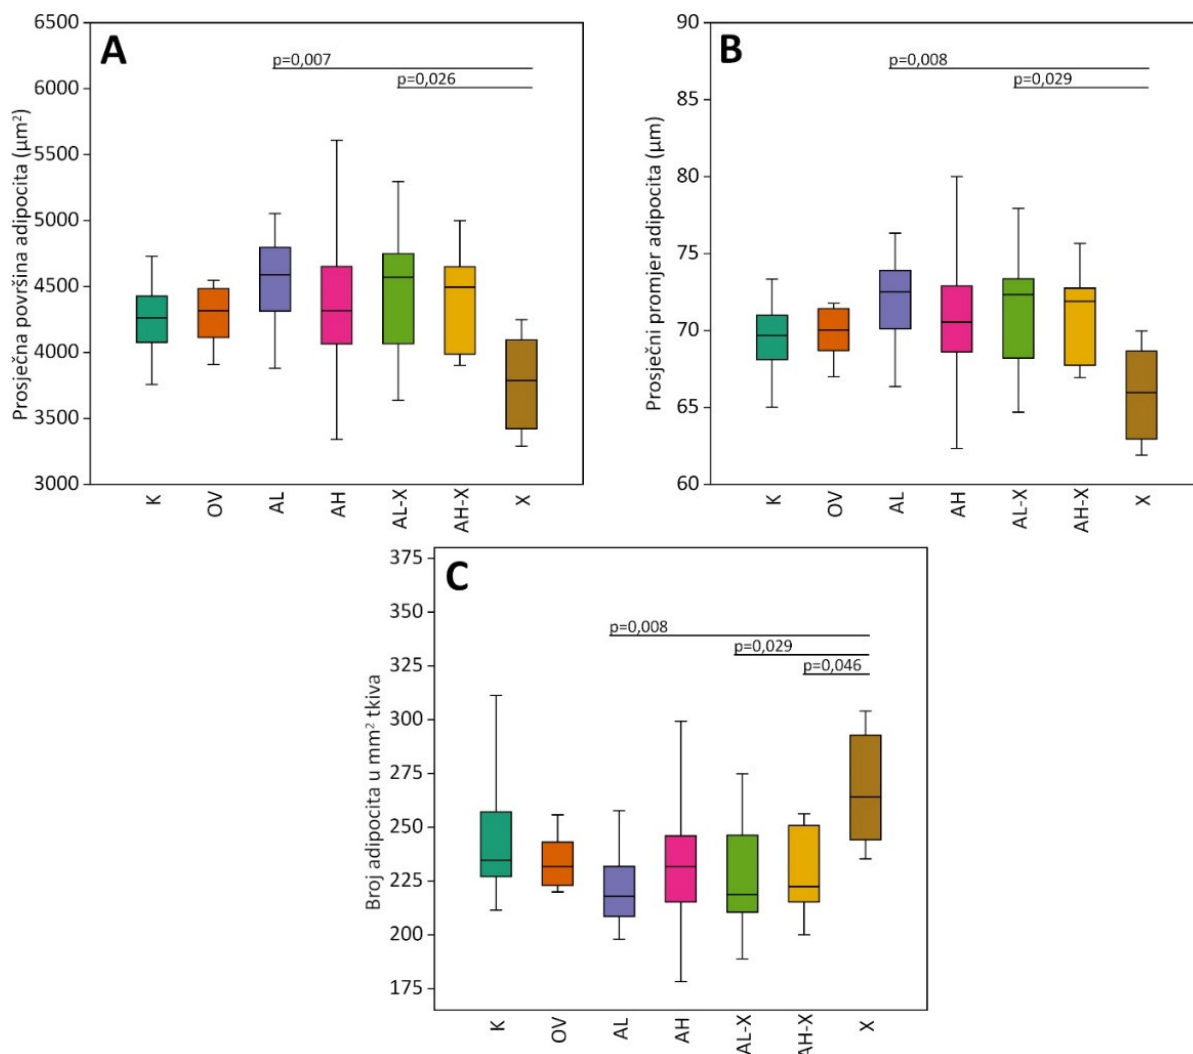 A
Prosječna površina adipocita (µm²)
6500
6000
5500
5000
4500
4000
3500
3000
p=0,007
p=0,026
K
OV
AL
AH
AL-X
AH-X
X
B
Prosječni promjer adipocita (µm)
90
85
80
75
70
65
60
p=0,008
p=0,029
K
OV
AL
AH
AL-X
AH-X
X
C
Broj adipocita u mm² tkiva
375
350
325
300
275
250
225
200
175
p=0,008
p=0,029
p=0,046
K
OV
AL
AH
AL-X
AH-X
X